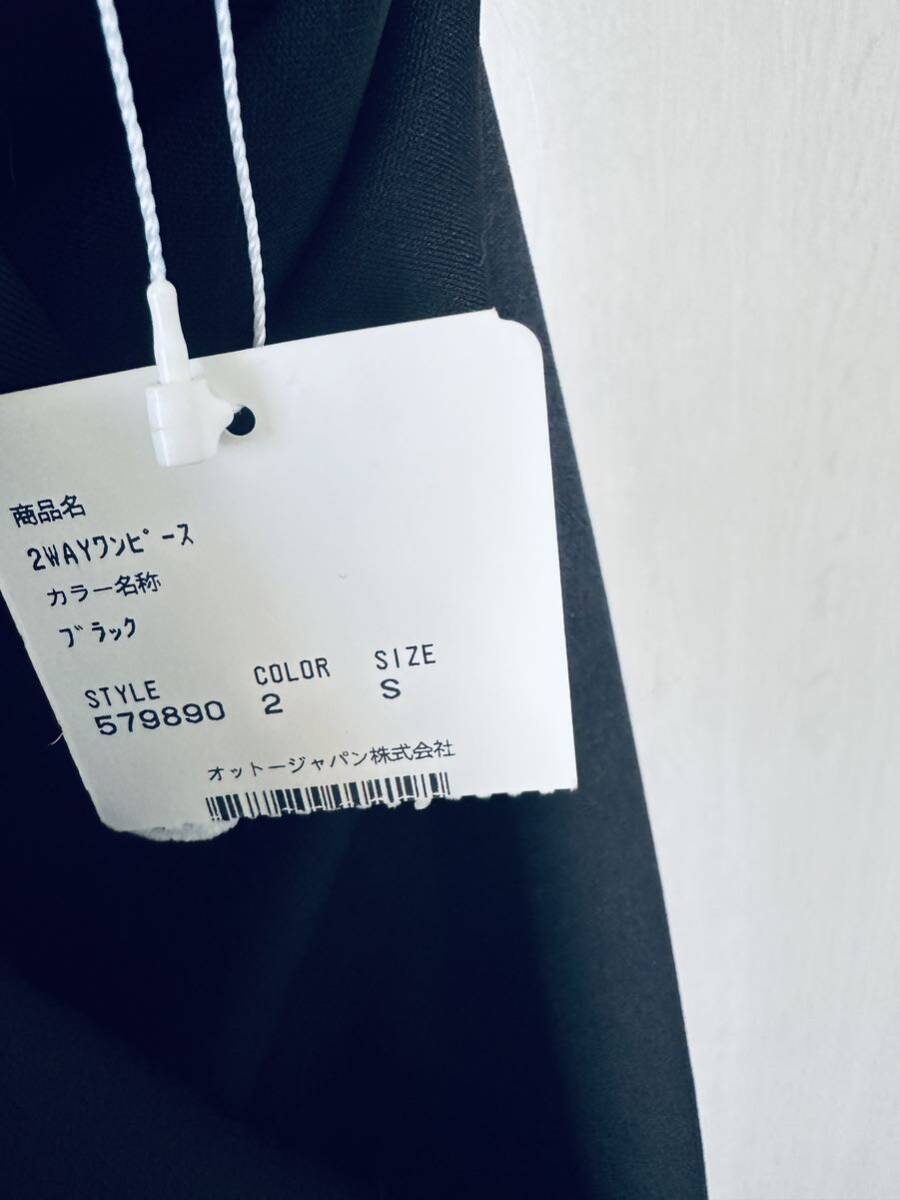 商品名
2WAYワンピース
カラー名称
ブラック
STYLE COLOR SIZE
579890 2 S
オットージャパン株式会社